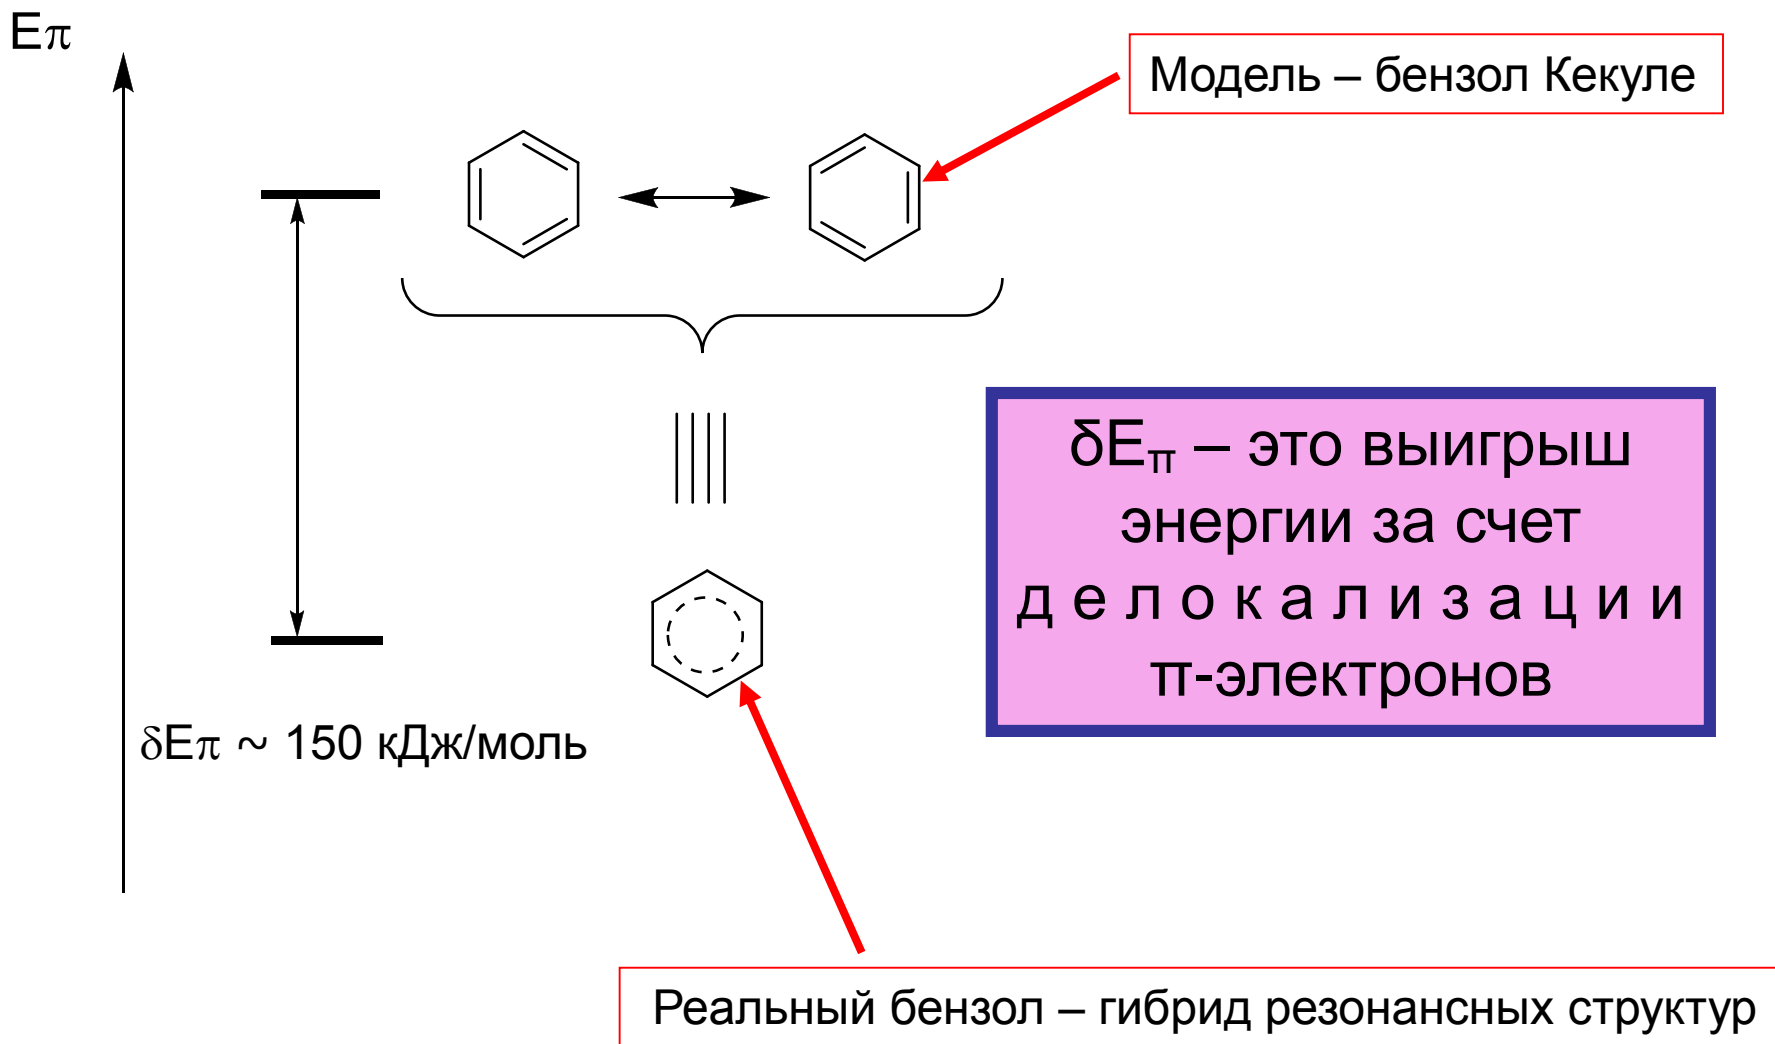 Eπ
Модель – бензол Кекуле
δEπ – это выигрыш
энергии за счет
д е л о к а л и з а ц и и
π-электронов
δEπ ~ 150 кДж/моль
Реальный бензол – гибрид резонансных структур